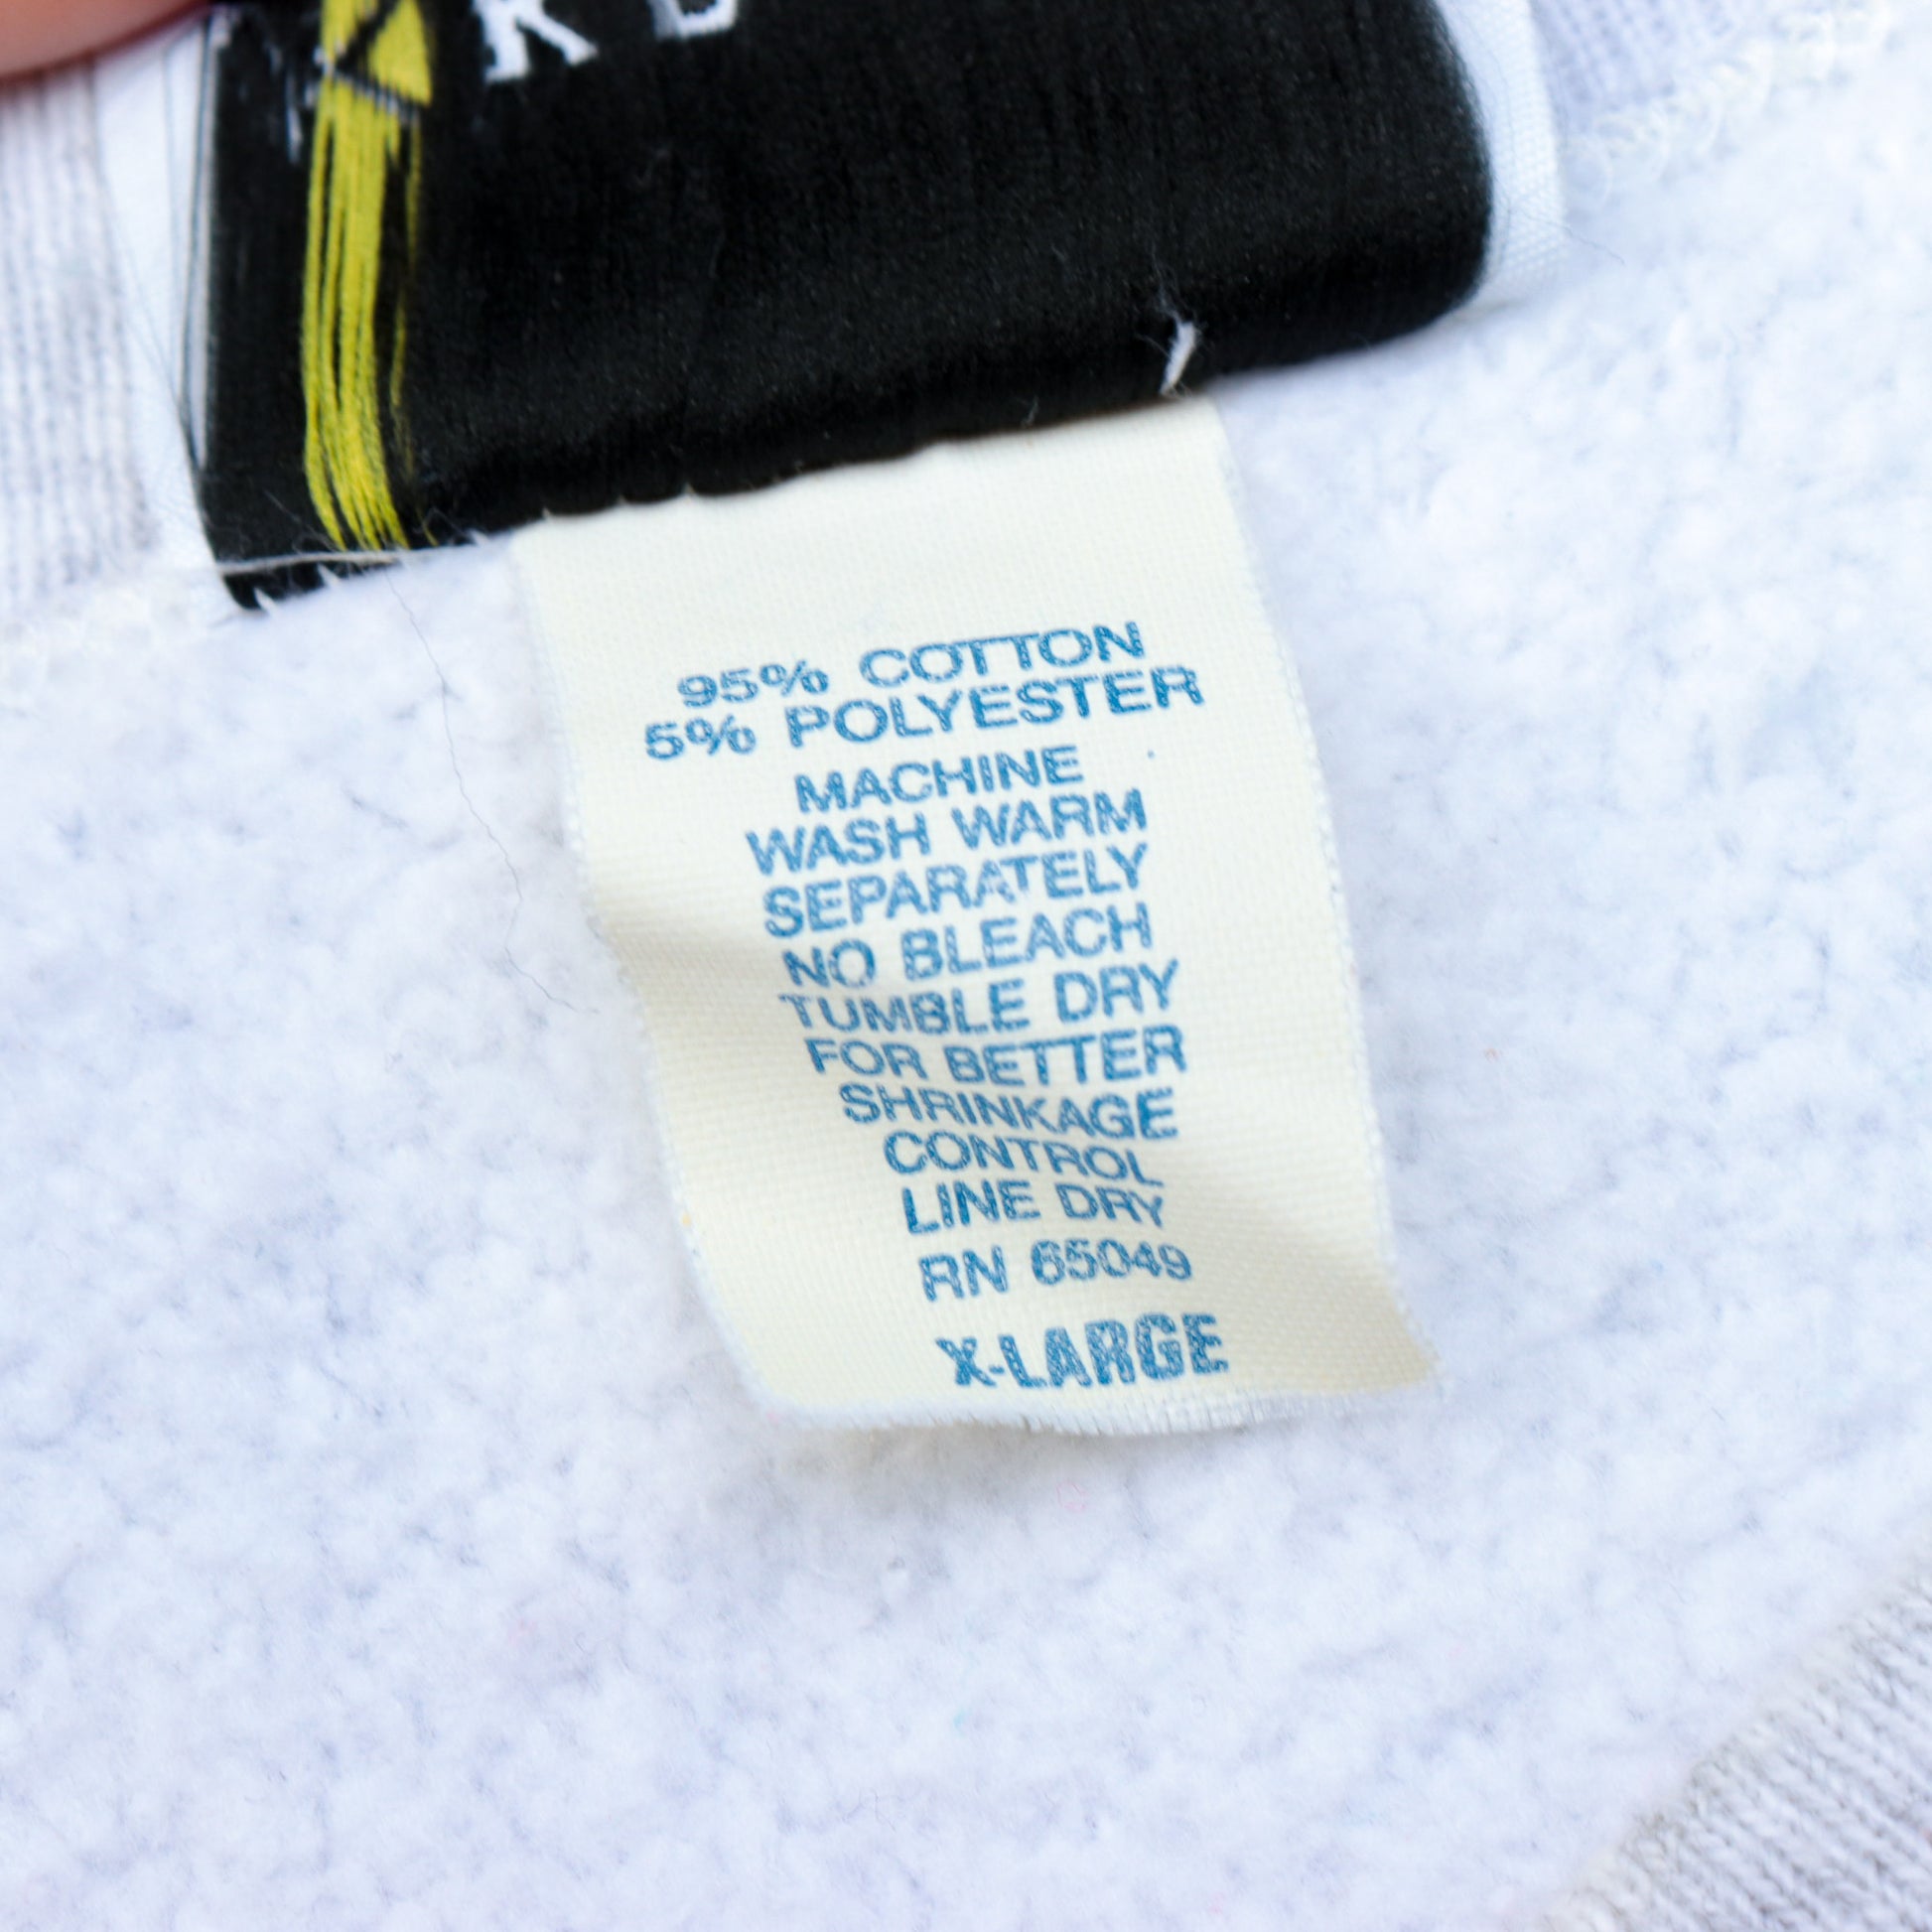 95% COTTON
5% POLYESTER
MACHINE
WASH WARM
SEPARATELY
NO BLEACH
TUMBLE DRY
FOR BETTER
SHRINKAGE
CONTROL
LINE DRY
RN 65049
X-LARGE